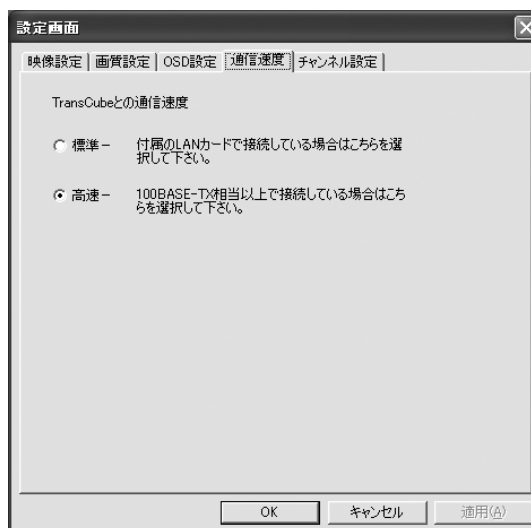 設定画面
映像設定 画質設定 OSD設定 通信速度 チャンネル設定
TransCubeとの通信速度
標準－ 付属のLANカードで接続している場合はこちらを選
択して下さい。
高速－ 100BASE-TX相当以上で接続している場合はこち
らを選択して下さい。
OK キャンセル 適用(A)